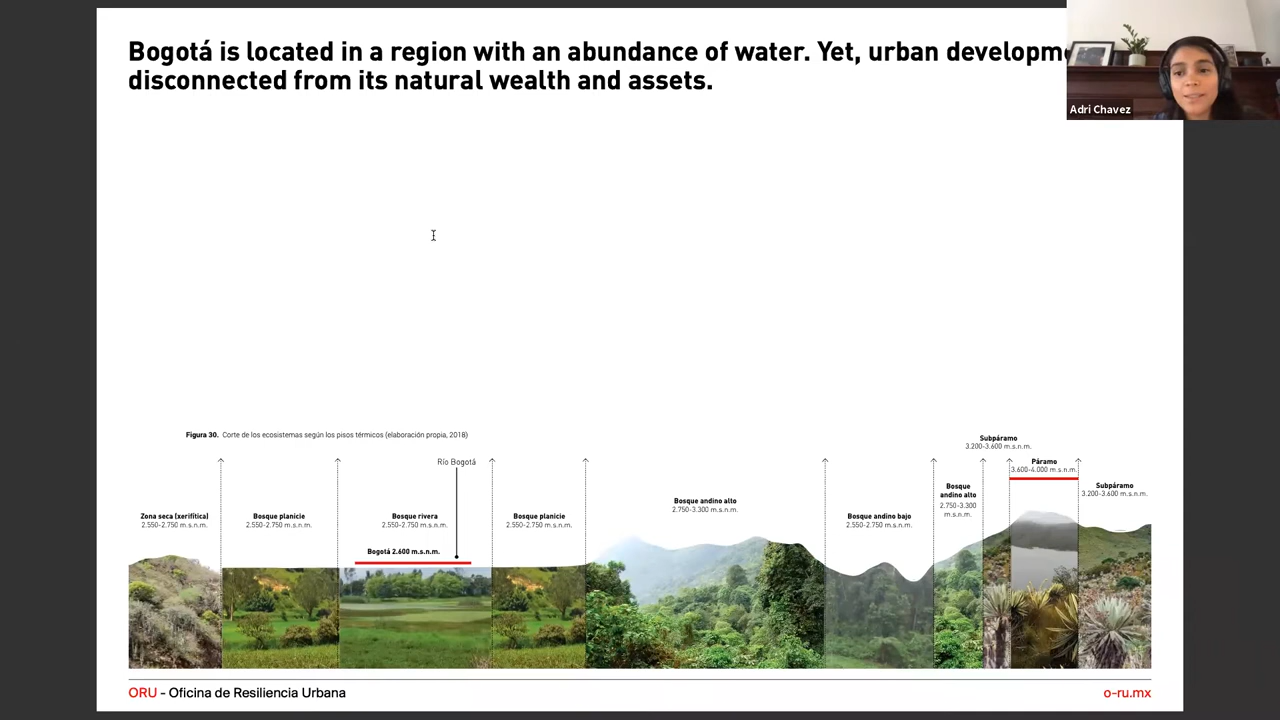 Bogotá is located in a region with an abundance of water. Yet, urban
disconnected from its natural wealth and assets.
Adri Chavez
Figura 30. Corte de los ecosistemas según los pisos térmicos (elaboración propia, 2018)
Río Bogotá
Zona seca (xerifítica)
2.550-2.750 m.s.n.m.
Bosque planicie
2.550-2.750 m.s.n.m.
Bosque rivera
2.550-2.750 m.s.n.m.
Bogotá 2.600 m.s.n.m.
Bosque planicie
2.550-2.750 m.s.n.m.
Bosque andino alto
2.750-3.300 m.s.n.m.
Bosque andino bajo
2.550-2.750 m.s.n.m.
Bosque
andino alto
2.750-3.300
m.s.n.m.
Subpáramo
3.200-3.600 m.s.n.m.
Páramo
3.600-4.000 m.s.n.m.
Subpáramo
3.200-3.600 m.s.n.m.
ORU - Oficina de Resiliencia Urbana
o-ru.mx